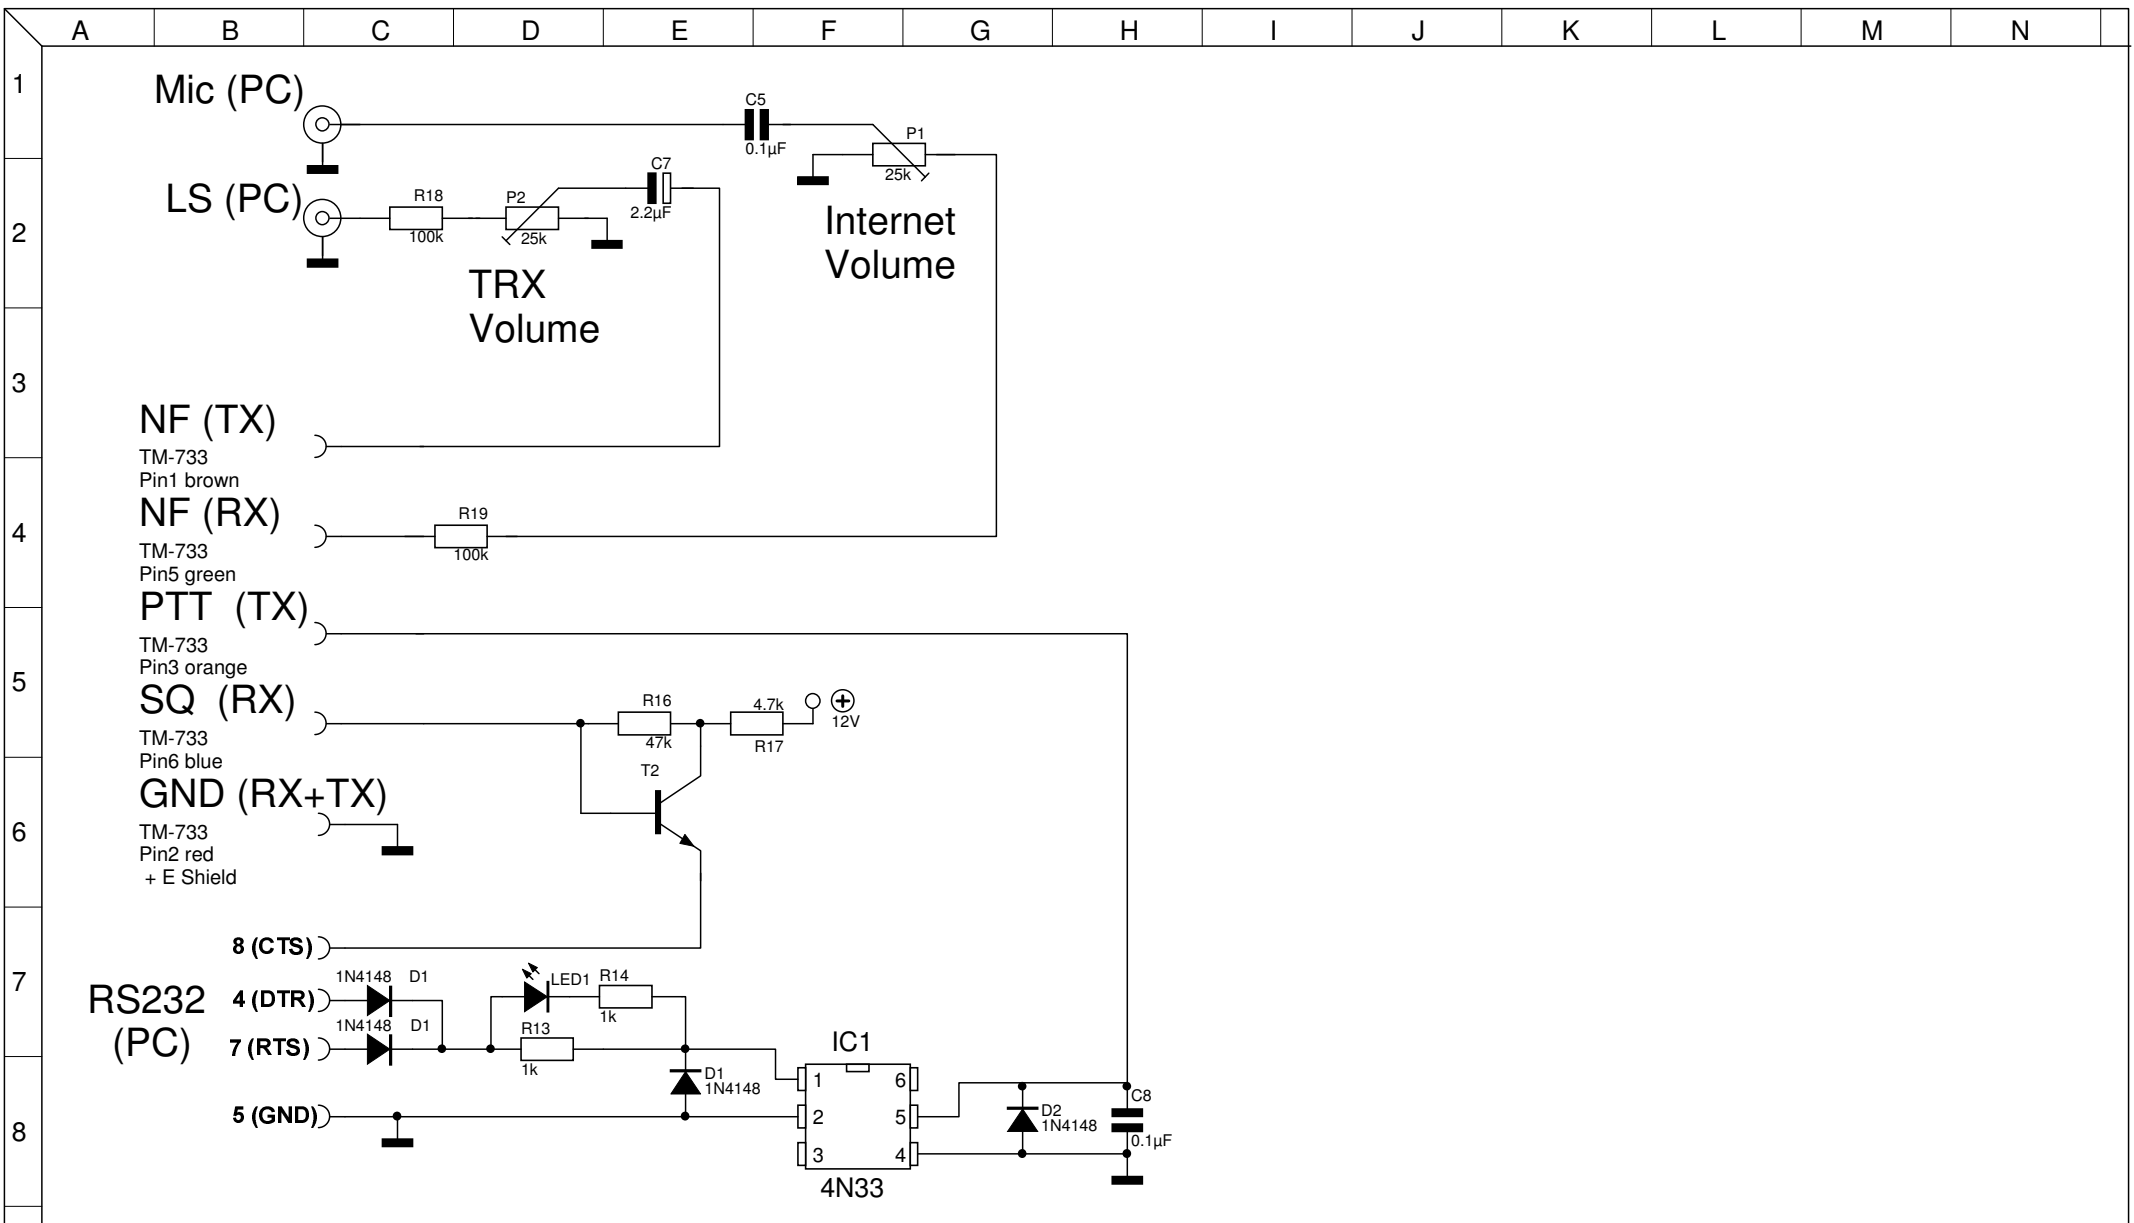 A B C D E F G H I J K L M N
1
Mic (PC)
C5
0.1µF
P1
25k
C7
2.2µF
LS (PC)
R18
100k
P2
25k
2
Internet
Volume
TRX
Volume
3
NF (TX)
TM-733
Pin1 brown
4
NF (RX)
TM-733
Pin5 green
R19
100k
PTT (TX)
TM-733
Pin3 orange
5
SQ (RX)
TM-733
Pin6 blue
R16
47k
4.7k
R17
12V
T2
6
GND (RX+TX)
TM-733
Pin2 red
+ E Shield
8 (CTS)
7
RS232
(PC)
4 (DTR)
7 (RTS)
1N4148 D1
1N4148 D1
LED1
R14
1k
R13
1k
D1
1N4148
IC1
1 6
2 5
3 4
4N33
8
5 (GND)
D2
1N4148
C8
0.1µF